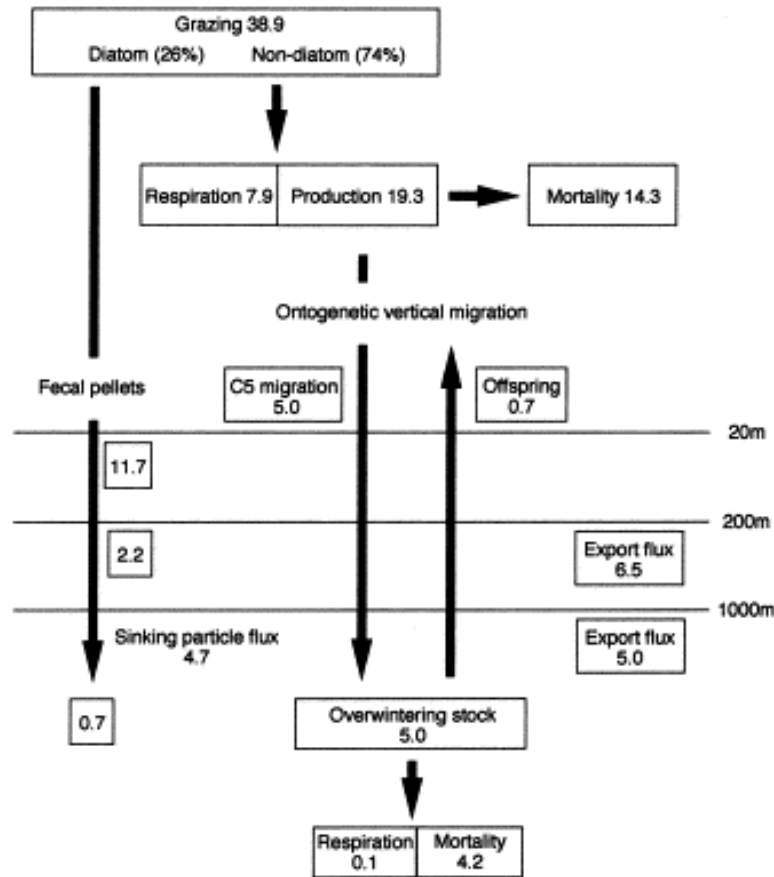 Grazing 38.9
Diatom (26%) Non-diatom (74%)
Respiration 7.9 Production 19.3 Mortality 14.3
Ontogenetic vertical migration
Fecal pellets
C5 migration
5.0
Offspring
0.7
20m
11.7
200m
2.2
Export flux
6.5
1000m
Sinking particle flux
4.7
Export flux
5.0
0.7
Overwintering stock
5.0
Respiration
0.1
Mortality
4.2